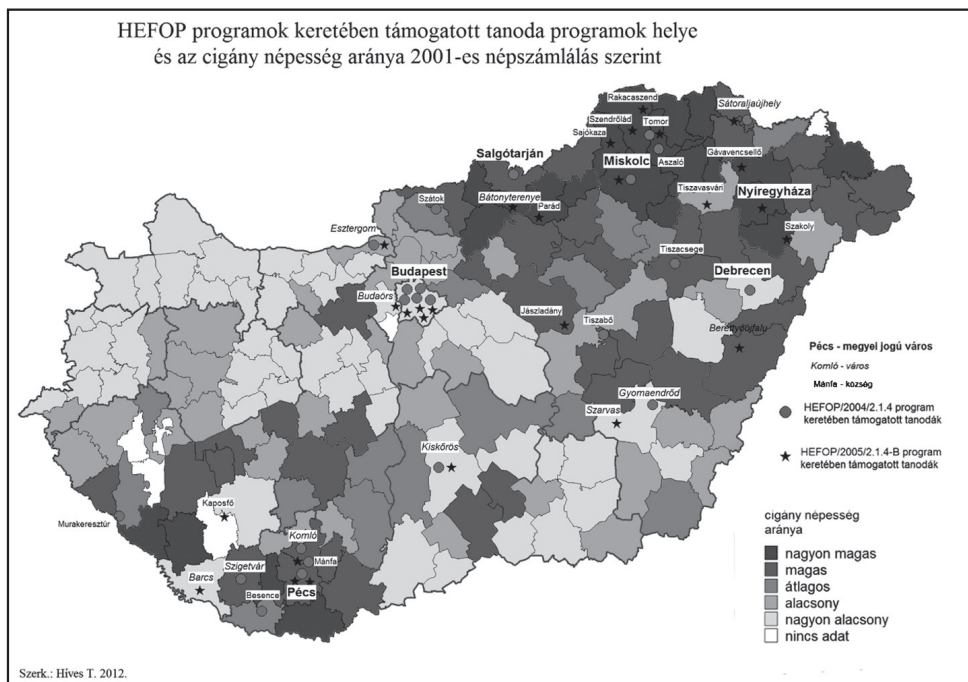 HEFOP programok keretében támogatott tanoda programok helye
és az cigány népesség aránya 2001-es népszámlálás szerint
Rakacaszend
Sátoraljaújhely
Szendrőlád
Tomor
Sajókaza
Gávavencsellő
Salgótarján
Miskolc
Aszaló
Bátonyterenye
Tiszavasvári
Nyíregyháza
Szátok
Parád
Esztergom
Szakoly
Tiszacsege
Budapest
Debrecen
Budaörs
Jászladány
Tiszabő
Berettyóújfalu
Pécs - megyei jogú város
Komló - város
Mánfa - község
Gyomaendrőd
HEFOP/2004/2.1.4 program
keretében támogatott tanodák
Szarvas
Kiskőrös
HEFOP/2005/2.1.4-B program
keretében támogatott tanodák
Kaposfő
Murakeresztúr
Komló
Mánfa
Szigetvár
Barcs
Pécs
Besence
cigány népesség
aránya
nagyon magas
magas
átlagos
alacsony
nagyon alacsony
nincs adat
Szerk.: Híves T. 2012.